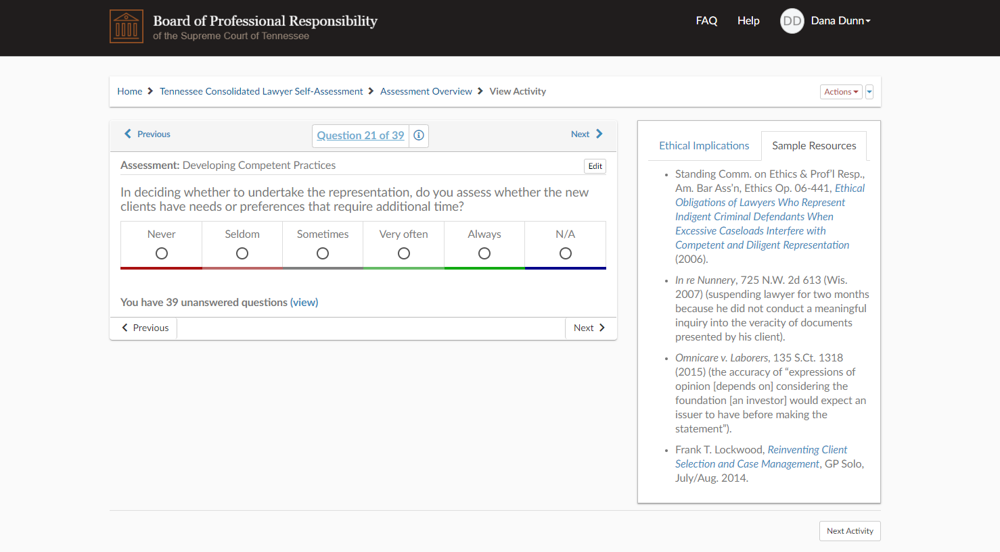 Board of Professional Responsibility
of the Supreme Court of Tennessee
FAQ
Help
DD
Dana Dunn
Home
Tennessee Consolidated Lawyer Self-Assessment
Assessment Overview
View Activity
Actions
Previous
Question 21 of 39
Next
Assessment: Developing Competent Practices
Edit
In deciding whether to undertake the representation, do you assess whether the new
clients have needs or preferences that require additional time?
Never
Seldom
Sometimes
Very often
Always
N/A
You have 39 unanswered questions (view)
Previous
Next
Ethical Implications
Sample Resources
• Standing Comm. on Ethics & Prof'l Resp.,
Am. Bar Ass’n, Ethics Op. 06-441, Ethical
Obligations of Lawyers Who Represent
Indigent Criminal Defendants When
Excessive Caseloads Interfere with
Competent and Diligent Representation
(2006).
• In re Nunnery, 725 N.W. 2d 613 (Wis.
2007) (suspending lawyer for two months
because he did not conduct a meaningful
inquiry into the veracity of documents
presented by his client).
• Omnicare v. Laborers, 135 S.Ct. 1318
(2015) (the accuracy of “expressions of
opinion [depends on] considering the
foundation [an investor] would expect an
issuer to have before making the
statement”).
• Frank T. Lockwood, Reinventing Client
Selection and Case Management, GP Solo,
July/Aug. 2014.
Next Activity